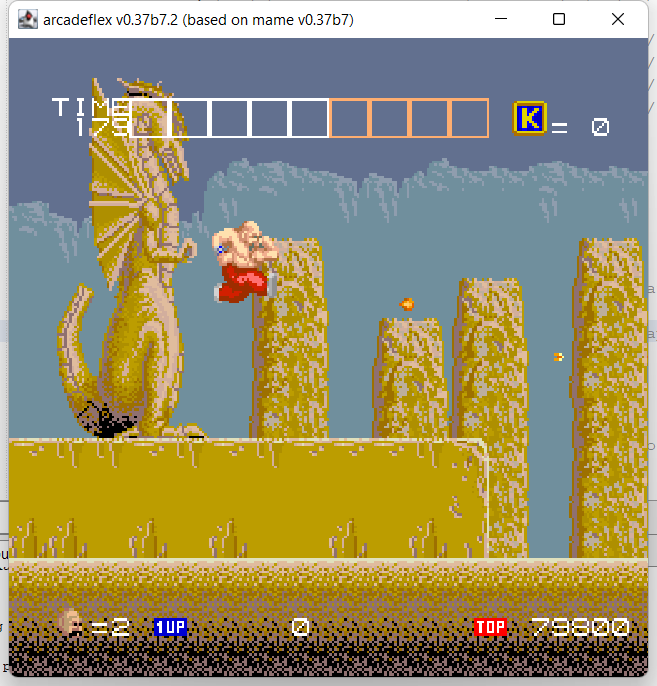 arcadeflex v0.37b7.2 (based on mame v0.37b7)
TIME
179
K = 0
=2 1UP 0 TOP 79800